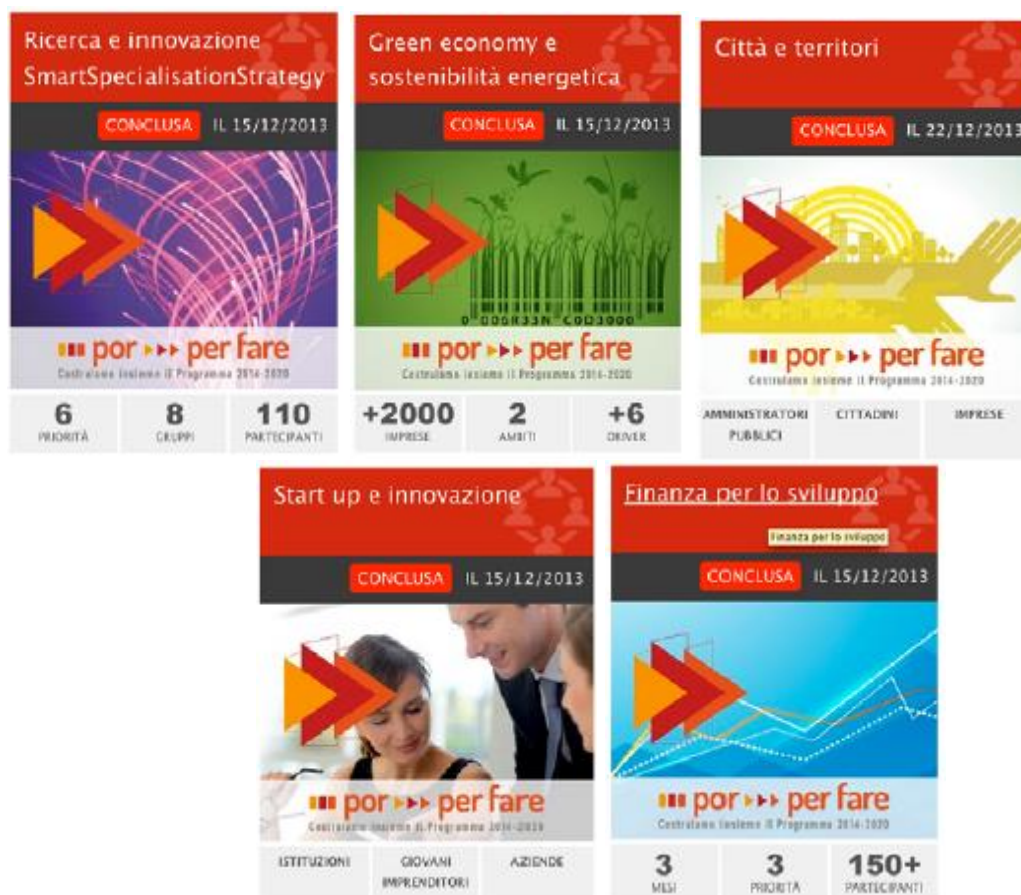 Ricerca e innovazione
SmartSpecialisationStrategy
CONCLUSA IL 15/12/2013
por per fare
Costruiamo insieme il Programma 2014-2020
6 8 110
PRIORITÀ GRUPPI PARTECIPANTI
Green economy e
sostenibilità energetica
CONCLUSA IL 15/12/2013
por per fare
Costruiamo insieme il Programma 2014-2020
+2000 2 +6
IMPRESE AMBITI DRIVER
Città e territori
CONCLUSA IL 22/12/2013
por per fare
Costruiamo insieme il Programma 2014-2020
AMMINISTRATORI CITTADINI IMPRESE
PUBBLICI
Start up e innovazione
CONCLUSA IL 15/12/2013
por per fare
Costruiamo insieme il Programma 2014-2020
ISTITUZIONI GIOVANI AZIENDE
IMPRENDITORI
Finanza per lo sviluppo
Finanza per lo sviluppo
CONCLUSA IL 15/12/2013
por per fare
Costruiamo insieme il Programma 2014-2020
3 3 150+
MESI PRIORITÀ PARTECIPANTI